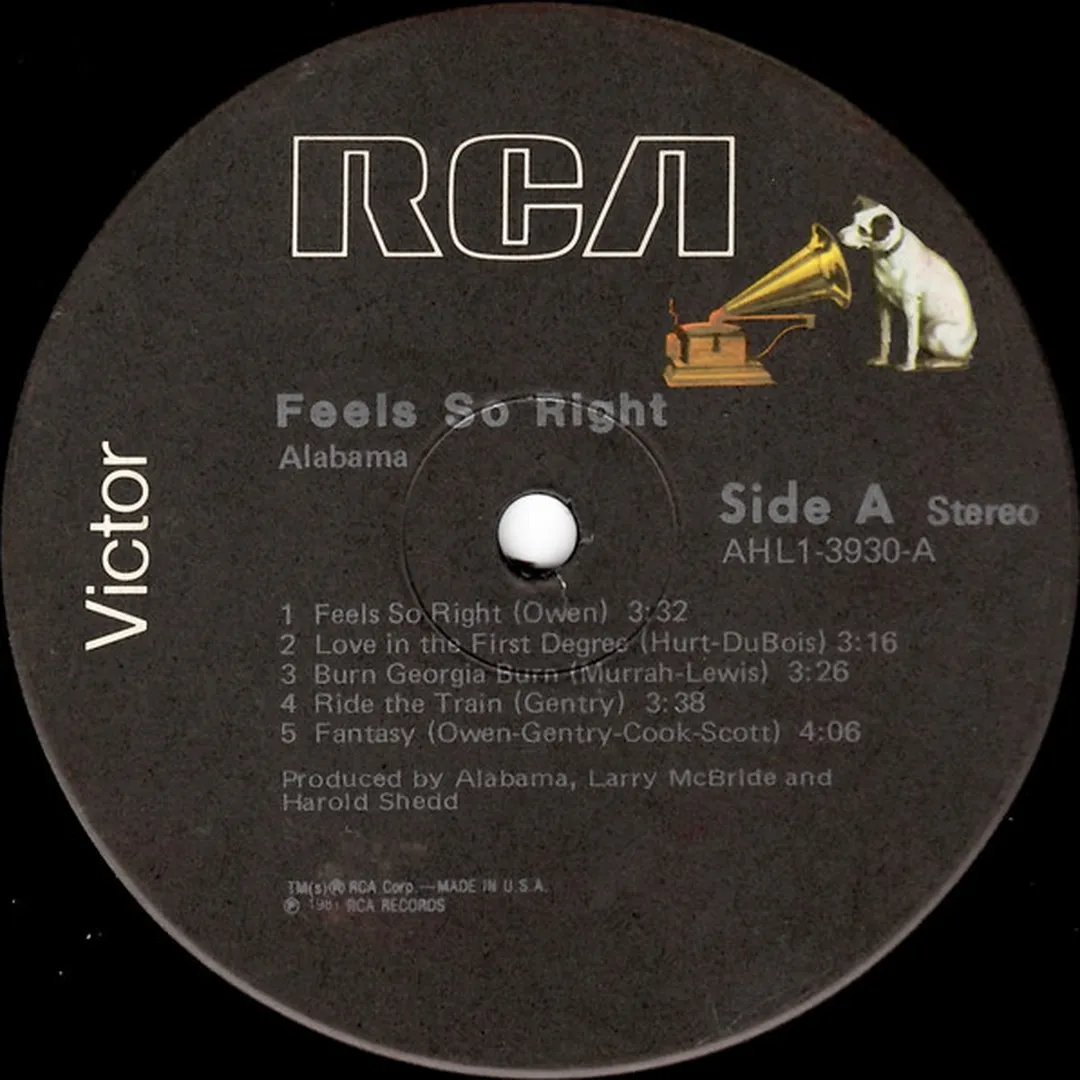 RCA
Victor
Feels So Right
Alabama
Side A Stereo
AHL1-3930-A
1 Feels So Right (Owen) 3:32
2 Love in the First Degree (Hurt-DuBois) 3:16
3 Burn Georgia Burn (Murrah-Lewis) 3:26
4 Ride the Train (Gentry) 3:38
5 Fantasy (Owen-Gentry-Cook-Scott) 4:06
Produced by Alabama, Larry McBride and
Harold Shedd
TM(s)® RCA Corp.—MADE IN U.S.A.
℗ 1981 RCA RECORDS